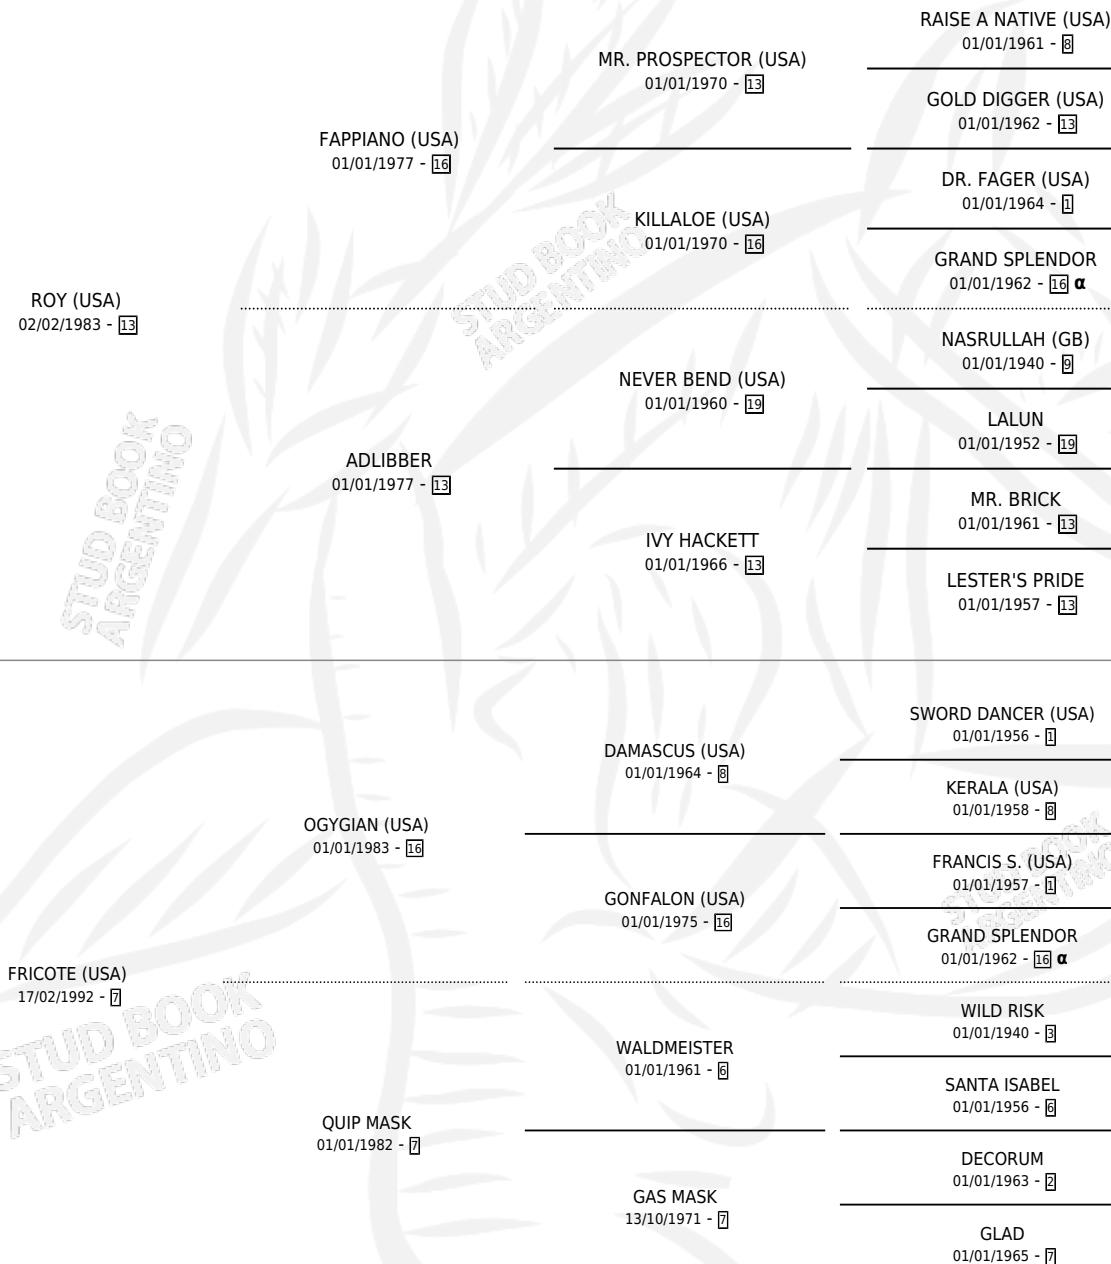 RAISE A NATIVE (USA)
01/01/1961 - 8
MR. PROSPECTOR (USA)
01/01/1970 - 13
GOLD DIGGER (USA)
01/01/1962 - 13
FAPPIANO (USA)
01/01/1977 - 16
DR. FAGER (USA)
01/01/1964 - 1
KILLALOE (USA)
01/01/1970 - 16
GRAND SPLENDOR
01/01/1962 - 16 α
ROY (USA)
02/02/1983 - 13
NASRULLAH (GB)
01/01/1940 - 9
NEVER BEND (USA)
01/01/1960 - 19
LALUN
01/01/1952 - 19
ADLIBBER
01/01/1977 - 13
MR. BRICK
01/01/1961 - 13
IVY HACKETT
01/01/1966 - 13
LESTER'S PRIDE
01/01/1957 - 13
SWORD DANCER (USA)
01/01/1956 - 1
DAMASCUS (USA)
01/01/1964 - 8
KERALA (USA)
01/01/1958 - 8
OGYGIAN (USA)
01/01/1983 - 16
FRANCIS S. (USA)
01/01/1957 - 1
GONFALON (USA)
01/01/1975 - 16
GRAND SPLENDOR
01/01/1962 - 16 α
FRICOTE (USA)
17/02/1992 - 7
WILD RISK
01/01/1940 - 3
WALDMEISTER
01/01/1961 - 6
SANTA ISABEL
01/01/1956 - 6
QUIP MASK
01/01/1982 - 7
DECORUM
01/01/1963 - 2
GAS MASK
13/10/1971 - 7
GLAD
01/01/1965 - 7
STUD BOOK
ARGENTINO
STUD BOOK
ARGENTINO
STUD BOOK
ARGENTINO
STUD BOOK
ARGENTINO